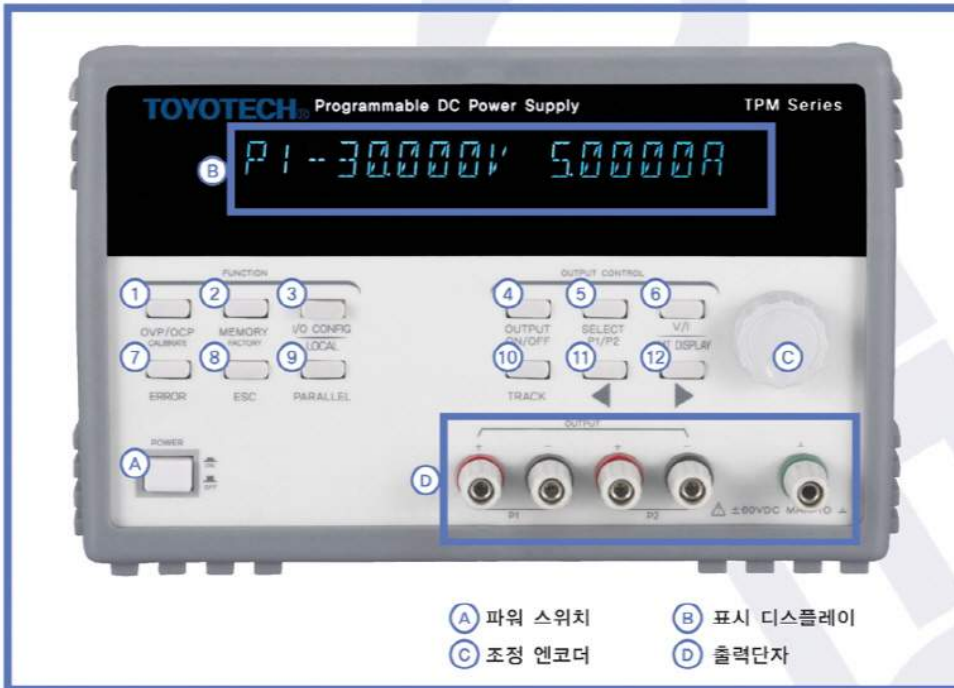 TOYOTECH Programmable DC Power Supply TPM Series
B P1 --30.000V 5.0000A
FUNCTION OUTPUT CONTROL
1 2 3 4 5 6
OVP/OCP MEMORY I/O CONFIG OUTPUT SELECT V/I
CALIBRATE FACTORY LOCAL ON/OFF P1/P2 DISPLAY
7 8 9 10 11 12 C
ERROR ESC PARALLEL TRACK
POWER OUTPUT
A ON
OFF
D + - + -
P1 P2
A 파워 스위치 B 표시 디스플레이
C 조정 엔코더 D 출력단자